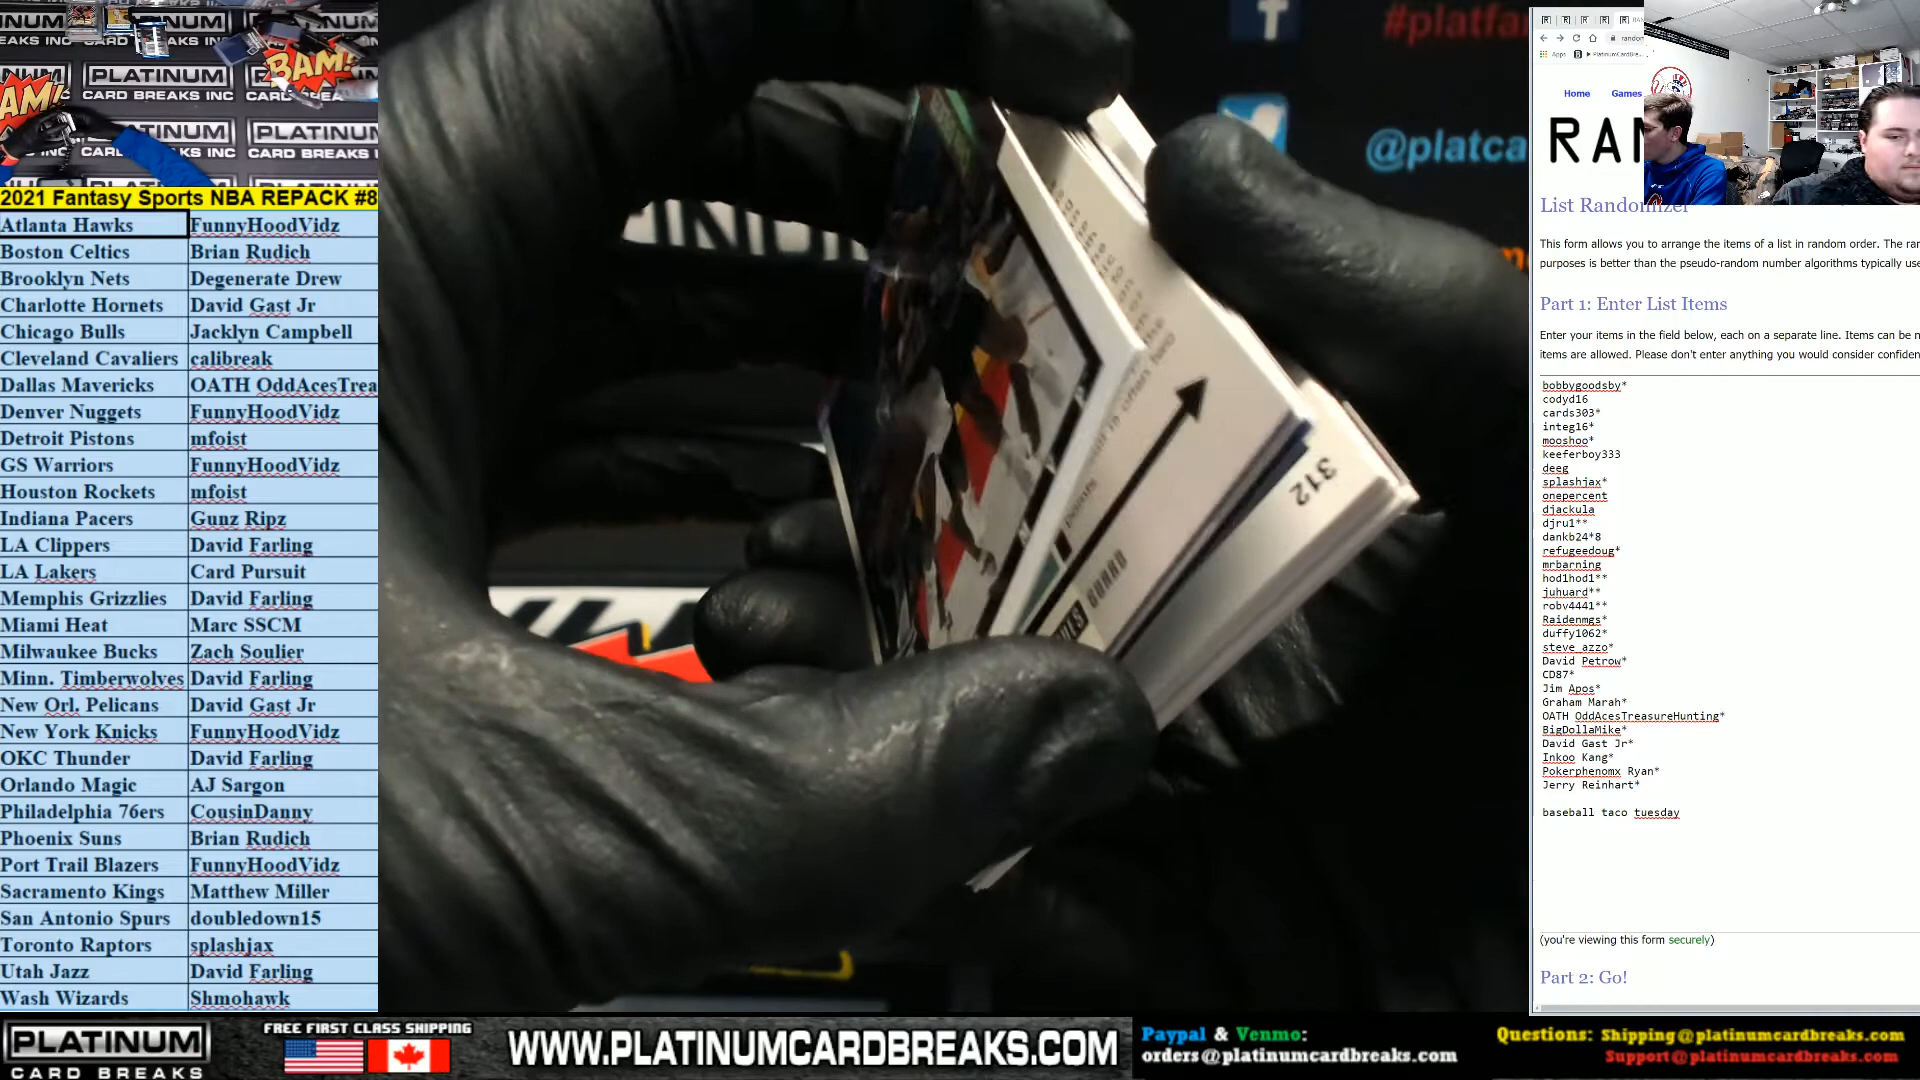 PLATINUM
CARD BREAKS INC
BAM!
PLATINUM
CARD BREAKS INC
2021 Fantasy Sports NBA REPACK #8
Atlanta Hawks FunnyHoodVidz
Boston Celtics Brian Rudich
Brooklyn Nets Degenerate Drew
Charlotte Hornets David Gast Jr
Chicago Bulls Jacklyn Campbell
Cleveland Cavaliers calibreak
Dallas Mavericks OATH OddAcesTrea
Denver Nuggets FunnyHoodVidz
Detroit Pistons mfoist
GS Warriors FunnyHoodVidz
Houston Rockets mfoist
Indiana Pacers Gunz Ripz
LA Clippers David Farling
LA Lakers Card Pursuit
Memphis Grizzlies David Farling
Miami Heat Marc SSCM
Milwaukee Bucks Zach Soulier
Minn. Timberwolves David Farling
New Orl. Pelicans David Gast Jr
New York Knicks FunnyHoodVidz
OKC Thunder David Farling
Orlando Magic AJ Sargon
Philadelphia 76ers CousinDanny
Phoenix Suns Brian Rudich
Port Trail Blazers FunnyHoodVidz
Sacramento Kings Matthew Miller
San Antonio Spurs doubledown15
Toronto Raptors splashjax
Utah Jazz David Farling
Wash Wizards Shmohawk
#platfa
@platca
312
GUARD
Home Games
RAN
List Randomizer
This form allows you to arrange the items of a list in random order. The ran
purposes is better than the pseudo-random number algorithms typically use
Part 1: Enter List Items
Enter your items in the field below, each on a separate line. Items can be n
items are allowed. Please don't enter anything you would consider confiden
bobbygoodsby*
codyd16
cards303*
integ16*
mooshoo*
keeferboy333
deeg
splashjax*
onepercent
djackula
djru1**
dankb24*8
refugeedoug*
mrbarning
hod1hod1**
juhuard**
robv4441**
Raidenmgs*
duffy1062*
steve_azzo*
David Petrow*
CD87*
Jim Apos*
Graham Marah*
OATH OddAcesTreasureHunting*
BigDollaMike*
David Gast Jr*
Inkoo Kang*
Pokerphenomx Ryan*
Jerry Reinhart*
baseball taco tuesday
(you're viewing this form securely)
Part 2: Go!
PLATINUM
CARD BREAKS
FREE FIRST CLASS SHIPPING
WWW.PLATINUMCARDBREAKS.COM
Paypal & Venmo:
orders@platinumcardbreaks.com
Questions: Shipping@platinumcardbreaks.com
Support@platinumcardbreaks.com